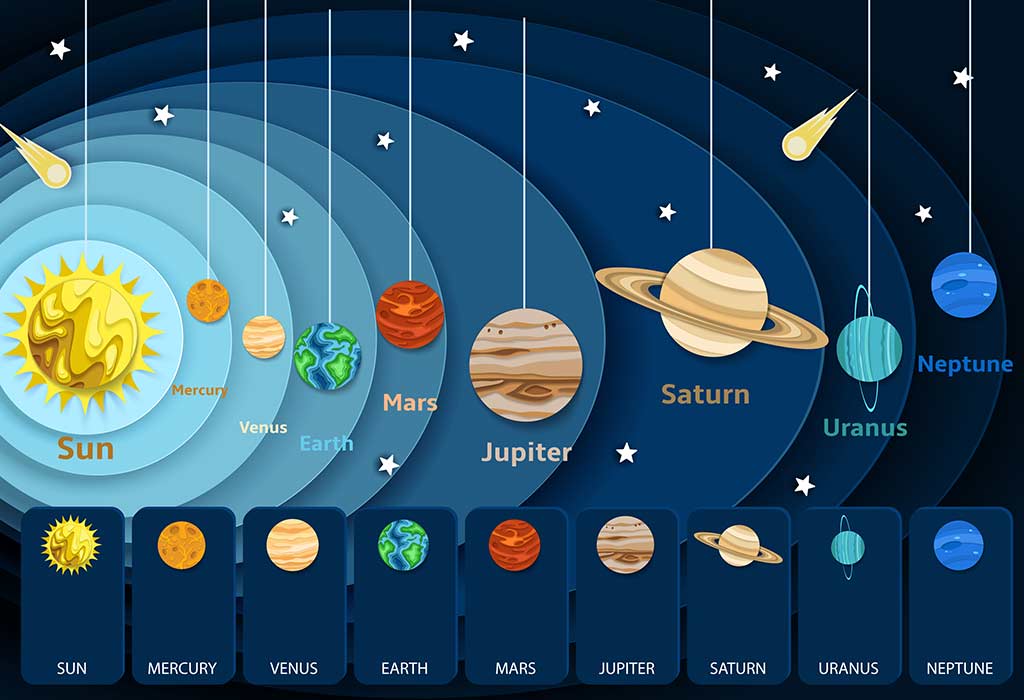 Sun
Mercury
Venus
Earth
Mars
Jupiter
Saturn
Uranus
Neptune
SUN
MERCURY
VENUS
EARTH
MARS
JUPITER
SATURN
URANUS
NEPTUNE